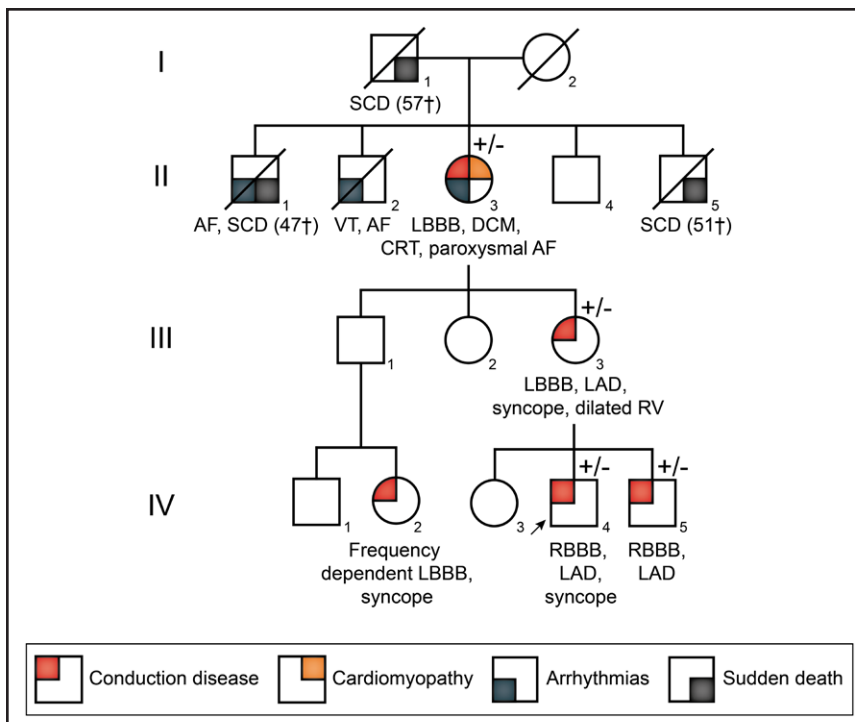 I
1
2
SCD (57†)
+/-
II
1
2
3
4
5
AF, SCD (47†)
VT, AF
LBBB, DCM,
CRT, paroxysmal AF
SCD (51†)
+/-
III
1
2
3
LBBB, LAD,
syncope, dilated RV
+/-
+/-
IV
1
2
3
4
5
Frequency
dependent LBBB,
syncope
RBBB,
LAD,
syncope
RBBB,
LAD
Conduction disease
Cardiomyopathy
Arrhythmias
Sudden death